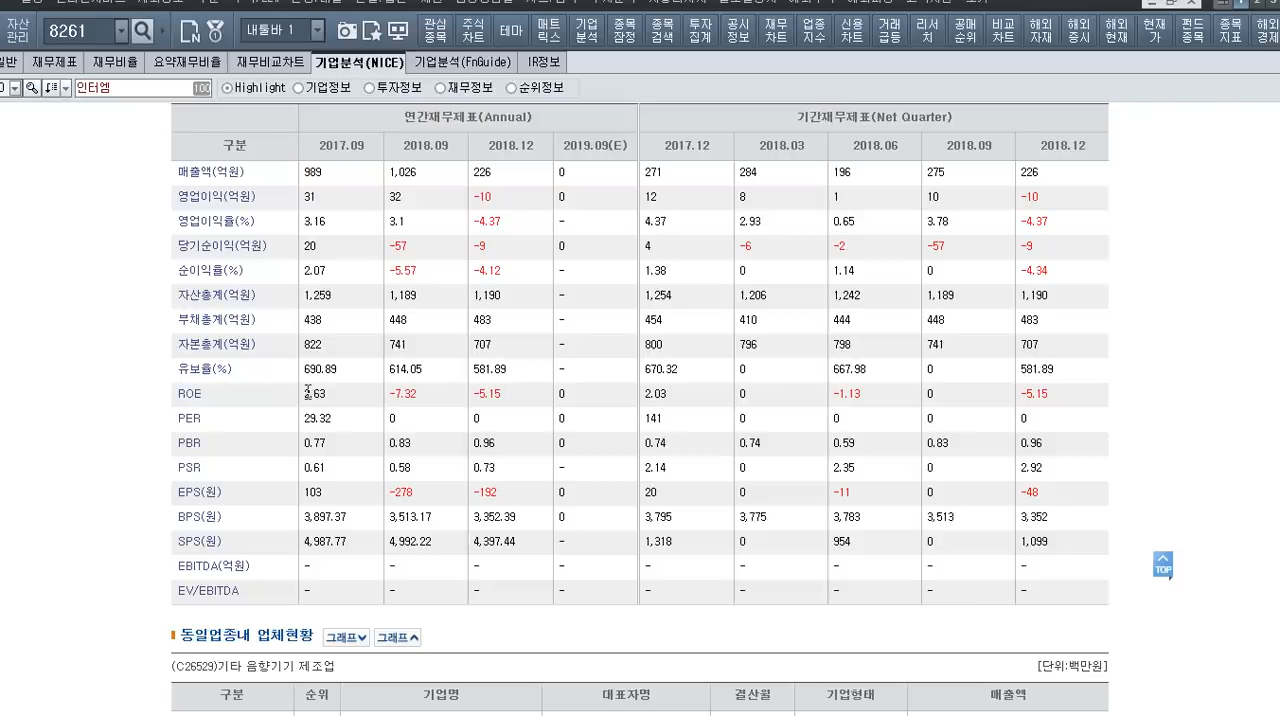 자산 관리 8261 내툴바 1 관심 종목 주식 차트 테마 매트 릭스 기업 분석 종목 잠정 종목 검색 투자 집계 공시 정보 재무 차트 업종 지수 신용 차트 거래 급등 리서 치 공매 순위 비교 차트 해외 자재 해외 증시 해외 현재 현재 가 펀드 종목 종목 지표 해외 경제
일반 재무제표 재무비율 요약재무비율 재무비교차트 기업분석(NICE) 기업분석(FnGuide) IR정보
인터엠 100 Highlight 기업정보 투자정보 재무정보 순위정보
연간재무제표(Annual) 기간재무제표(Net Quarter)
구분 2017.09 2018.09 2018.12 2019.09(E) 2017.12 2018.03 2018.06 2018.09 2018.12
매출액(억원) 989 1,026 226 0 271 284 196 275 226
영업이익(억원) 31 32 -10 0 12 8 1 10 -10
영업이익율(%) 3.16 3.1 -4.37 - 4.37 2.93 0.65 3.78 -4.37
당기순이익(억원) 20 -57 -9 0 4 -6 -2 -57 -9
순이익율(%) 2.07 -5.57 -4.12 - 1.38 0 1.14 0 -4.34
자산총계(억원) 1,259 1,189 1,190 - 1,254 1,206 1,242 1,189 1,190
부채총계(억원) 438 448 483 - 454 410 444 448 483
자본총계(억원) 822 741 707 - 800 796 798 741 707
유보율(%) 690.89 614.05 581.89 - 670.32 0 667.98 0 581.89
ROE 2.63 -7.32 -5.15 0 2.03 0 -1.13 0 -5.15
PER 29.32 0 0 0 141 0 0 0 0
PBR 0.77 0.83 0.96 0 0.74 0.74 0.59 0.83 0.96
PSR 0.61 0.58 0.73 - 2.14 0 2.35 0 2.92
EPS(원) 103 -278 -192 0 20 0 -11 0 -48
BPS(원) 3,897.37 3,513.17 3,352.39 0 3,795 3,775 3,783 3,513 3,352
SPS(원) 4,987.77 4,992.22 4,397.44 - 1,318 0 954 0 1,099
EBITDA(억원) - - - - - - - - -
EV/EBITDA - - - - - - - - -
TOP
동일업종내 업체현황 그래프 그래프
(C26529)기타 음향기기 제조업 [단위:백만원]
구분 순위 기업명 대표자명 결산월 기업형태 매출액